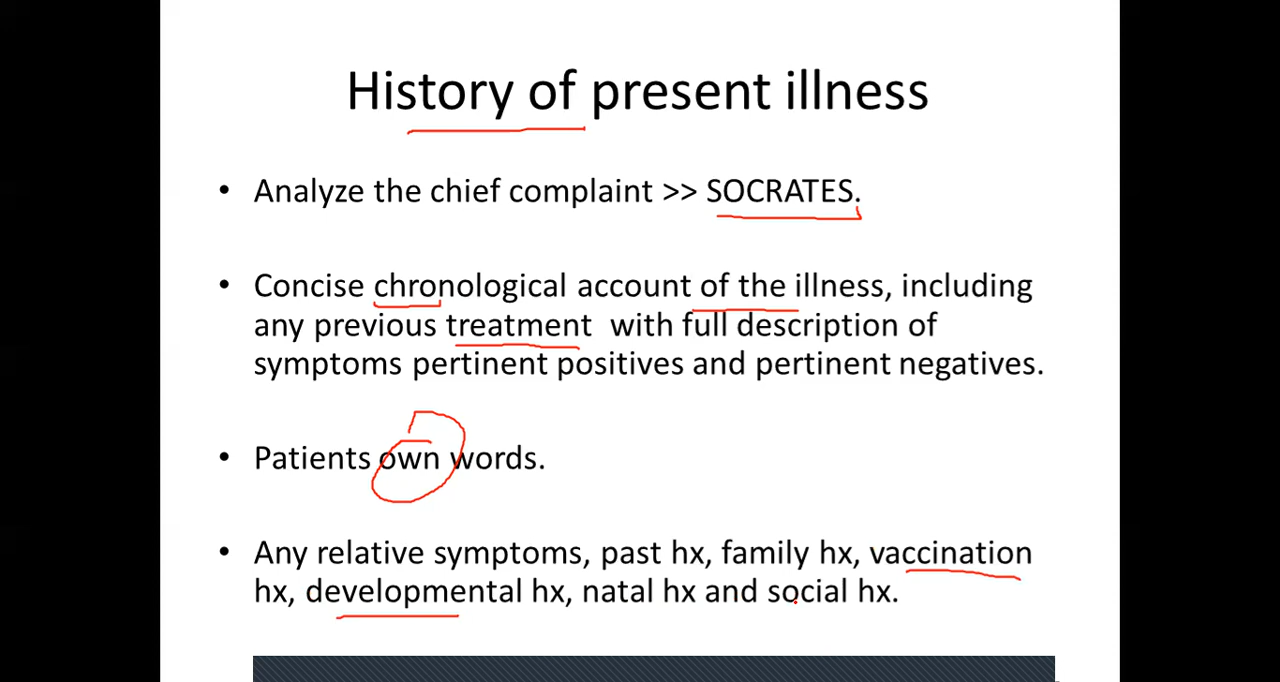 History of present illness
• Analyze the chief complaint >> SOCRATES.
• Concise chronological account of the illness, including
any previous treatment with full description of
symptoms pertinent positives and pertinent negatives.
• Patients own words.
• Any relative symptoms, past hx, family hx, vaccination
hx, developmental hx, natal hx and social hx.